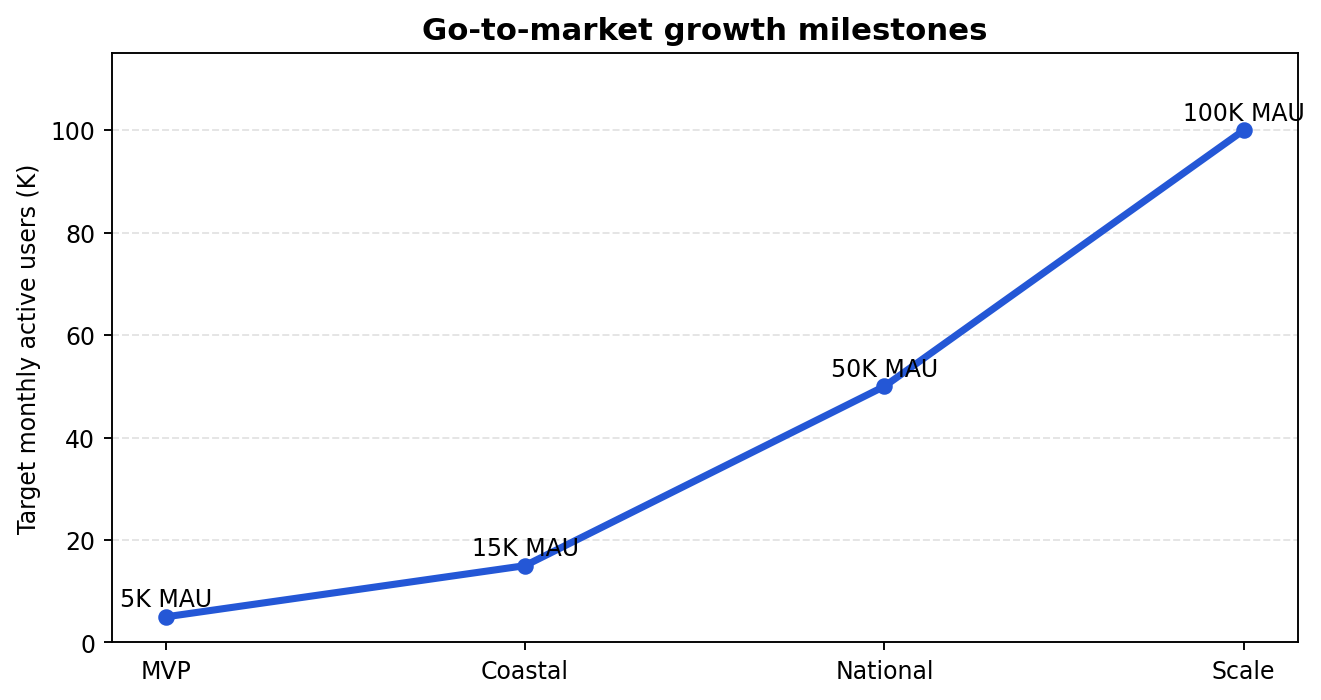 Go-to-market growth milestones
Target monthly active users (K)
100
80
60
40
20
0
100K MAU
50K MAU
15K MAU
5K MAU
MVP
Coastal
National
Scale